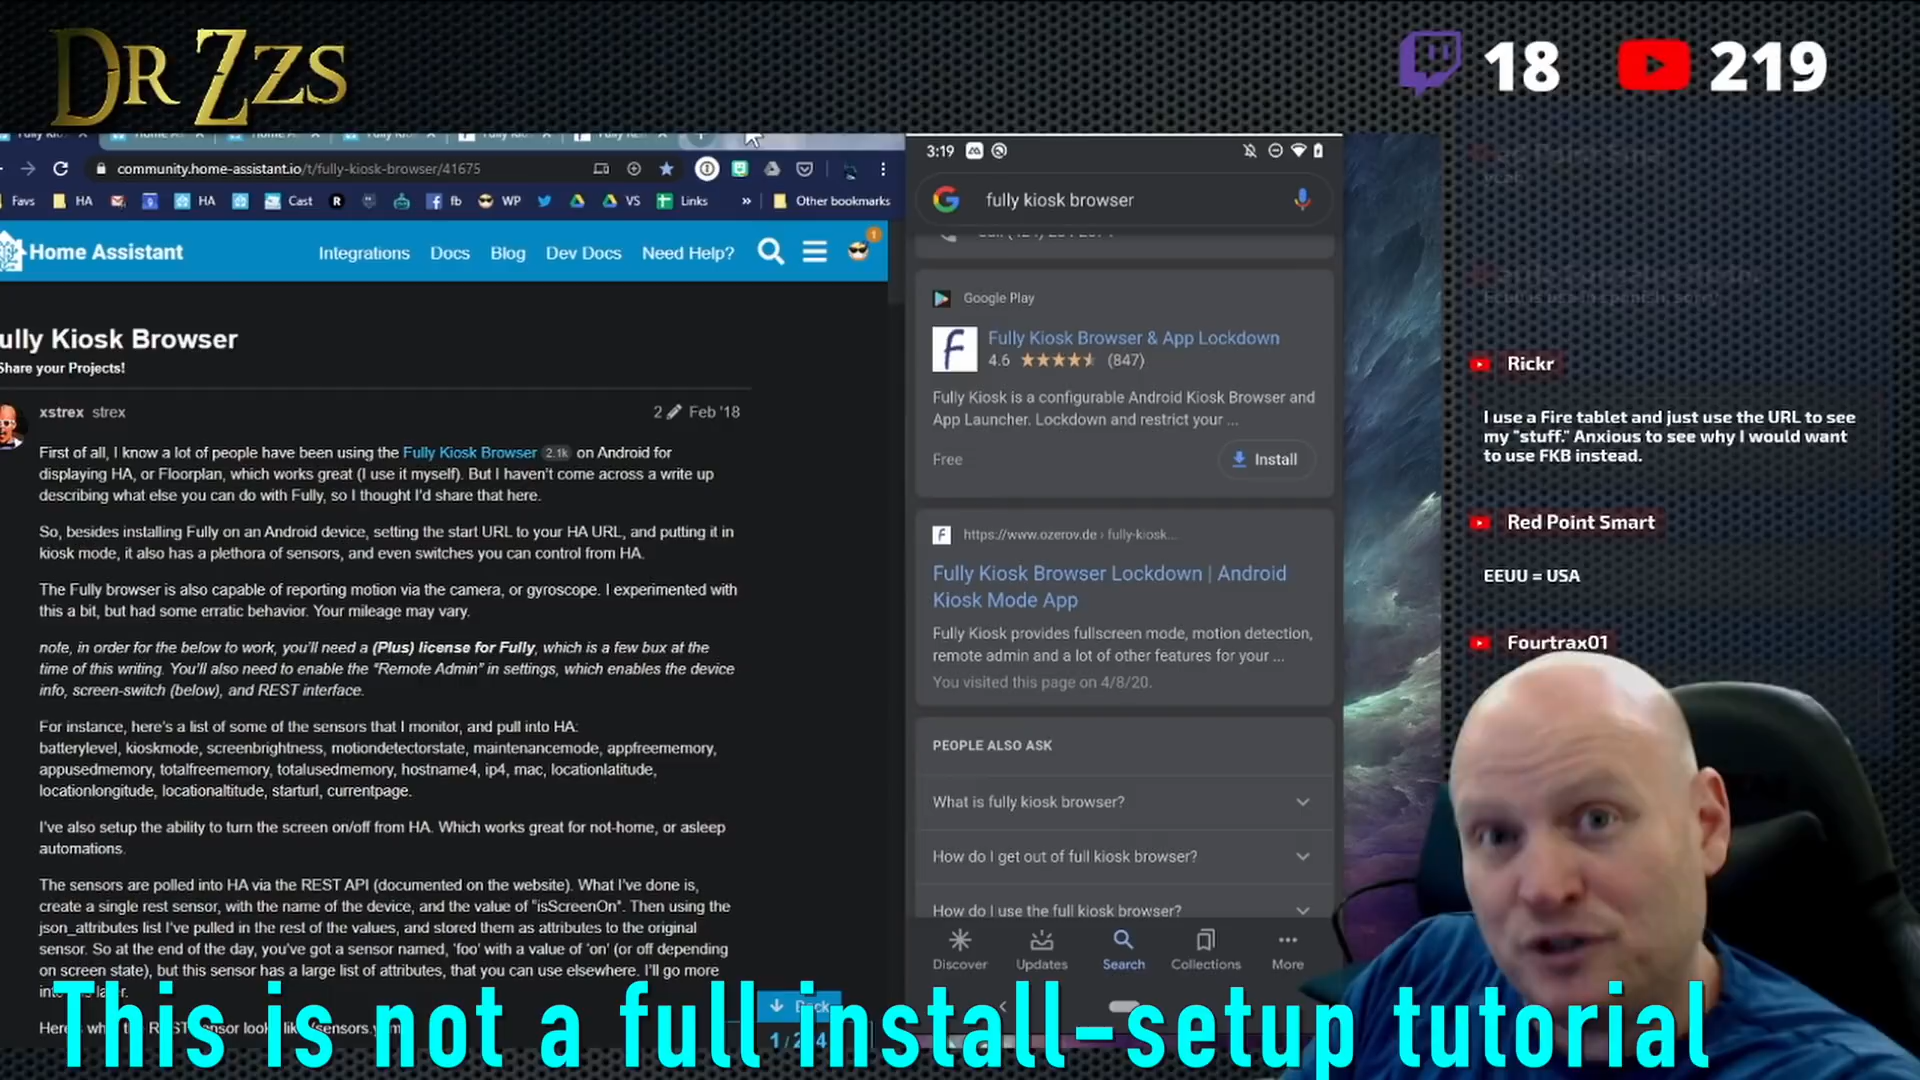 DR ZZS
18
219
community.home-assistant.io/t/fully-kiosk-browser/41675
Favs
HA
HA
Cast
R
fb
WP
VS
Links
»
Other bookmarks
Home Assistant
Integrations
Docs
Blog
Dev Docs
Need Help?
1
ully Kiosk Browser
Share your Projects!
xstrex strex
2
Feb '18
First of all, I know a lot of people have been using the Fully Kiosk Browser 2.1k on Android for
displaying HA, or Floorplan, which works great (I use it myself). But I haven't come across a write up
describing what else you can do with Fully, so I thought I'd share that here.
So, besides installing Fully on an Android device, setting the start URL to your HA URL, and putting it in
kiosk mode, it also has a plethora of sensors, and even switches you can control from HA.
The Fully browser is also capable of reporting motion via the camera, or gyroscope. I experimented with
this a bit, but had some erratic behavior. Your mileage may vary.
note, in order for the below to work, you'll need a (Plus) license for Fully, which is a few bux at the
time of this writing. You'll also need to enable the "Remote Admin" in settings, which enables the device
info, screen-switch (below), and REST interface.
For instance, here's a list of some of the sensors that I monitor, and pull into HA:
batterylevel, kioskmode, screenbrightness, motiondetectorstate, maintenancemode, appfreememory,
appusedmemory, totalfreememory, totalusedmemory, hostname4, ip4, mac, locationlatitude,
locationlongitude, locationaltitude, starturl, currentpage.
I've also setup the ability to turn the screen on/off from HA. Which works great for not-home, or asleep
automations.
The sensors are polled into HA via the REST API (documented on the website). What I've done is,
create a single rest sensor, with the name of the device, and the value of "isScreenOn". Then using the
json_attributes list I've pulled in the rest of the values, and stored them as attributes to the original
sensor. So at the end of the day, you've got a sensor named, 'foo' with a value of 'on' (or off depending
on screen state), but this sensor has a large list of attributes, that you can use elsewhere. I'll go more
Back
3:19
fully kiosk browser
Google Play
Fully Kiosk Browser & App Lockdown
4.6 ★★★★★ (847)
Fully Kiosk is a configurable Android Kiosk Browser and
App Launcher. Lockdown and restrict your ...
Free
Install
https://www.ozerov.de › fully-kiosk...
Fully Kiosk Browser Lockdown | Android
Kiosk Mode App
Fully Kiosk provides fullscreen mode, motion detection,
remote admin and a lot of other features for your ...
You visited this page on 4/8/20.
PEOPLE ALSO ASK
What is fully kiosk browser?
How do I get out of full kiosk browser?
How do I use the full kiosk browser?
Discover
Updates
Search
Collections
More
Rickr
I use a Fire tablet and just use the URL to see
my "stuff." Anxious to see why I would want
to use FKB instead.
Red Point Smart
EEUU = USA
Fourtrax01
This is not a full install-setup tutorial